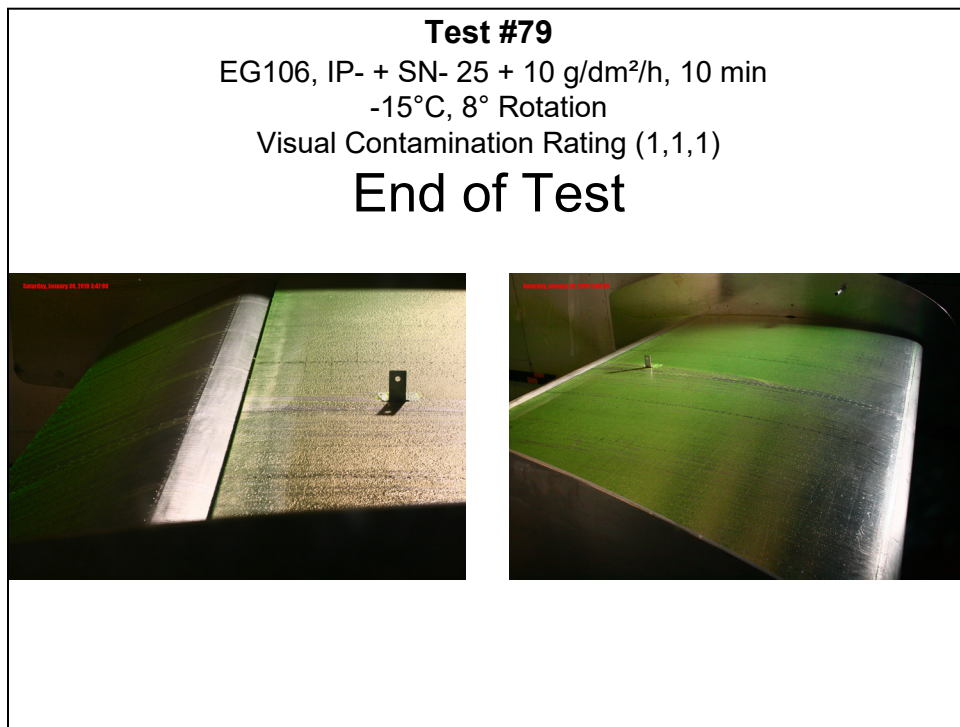 Test #79
EG106, IP- + SN- 25 + 10 g/dm²/h, 10 min
-15°C, 8° Rotation
Visual Contamination Rating (1,1,1)
End of Test